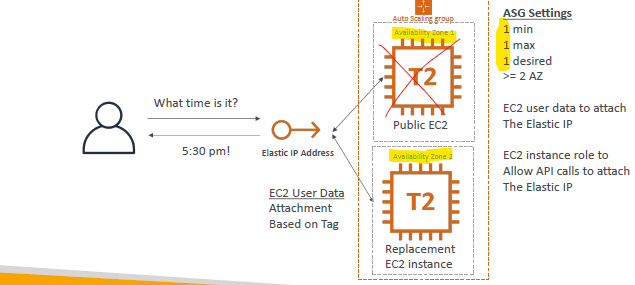 What time is it?
5:30 pm!
Elastic IP Address
EC2 User Data
Attachment
Based on Tag
Auto Scaling group
Availability Zone 1
T2
Public EC2
Availability Zone 2
T2
Replacement
EC2 instance
ASG Settings
1 min
1 max
1 desired
>= 2 AZ
EC2 user data to attach
The Elastic IP
EC2 instance role to
Allow API calls to attach
The Elastic IP